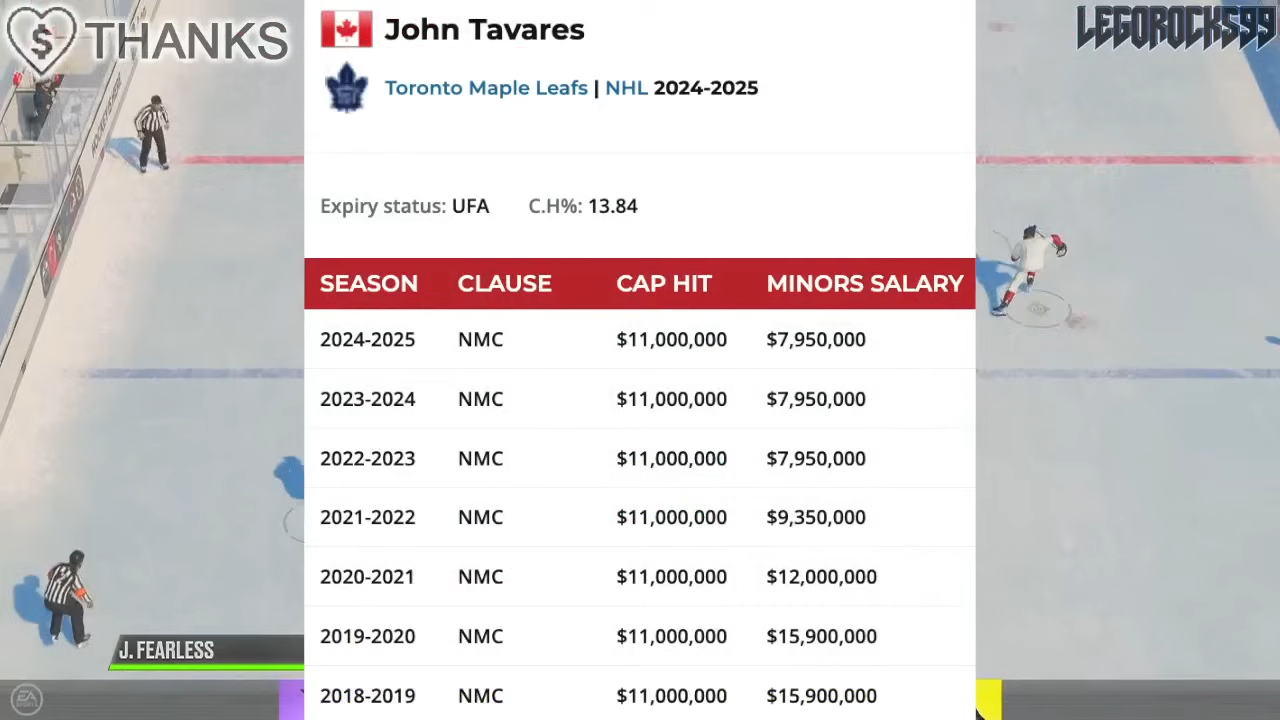 $ THANKS
LEGOROCKS99
John Tavares
Toronto Maple Leafs | NHL 2024-2025
Expiry status: UFA C.H%: 13.84
SEASON CLAUSE CAP HIT MINORS SALARY
2024-2025 NMC $11,000,000 $7,950,000
2023-2024 NMC $11,000,000 $7,950,000
2022-2023 NMC $11,000,000 $7,950,000
2021-2022 NMC $11,000,000 $9,350,000
2020-2021 NMC $11,000,000 $12,000,000
2019-2020 NMC $11,000,000 $15,900,000
2018-2019 NMC $11,000,000 $15,900,000
J. FEARLESS
EA
SPORTS